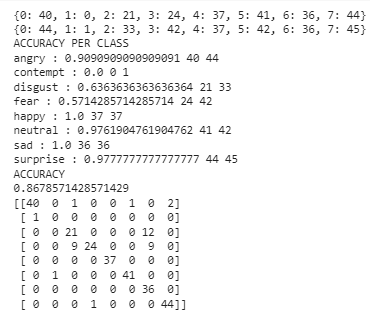 {0: 40, 1: 0, 2: 21, 3: 24, 4: 37, 5: 41, 6: 36, 7: 44}
{0: 44, 1: 1, 2: 33, 3: 42, 4: 37, 5: 42, 6: 36, 7: 45}
ACCURACY PER CLASS
angry : 0.9090909090909091 40 44
contempt : 0.0 0 1
disgust : 0.6363636363636364 21 33
fear : 0.5714285714285714 24 42
happy : 1.0 37 37
neutral : 0.9761904761904762 41 42
sad : 1.0 36 36
surprise : 0.9777777777777777 44 45
ACCURACY
0.8678571428571429
[[40 0 1 0 0 1 0 2]
[ 1 0 0 0 0 0 0 0]
[ 0 0 21 0 0 0 12 0]
[ 0 0 9 24 0 0 9 0]
[ 0 0 0 0 37 0 0 0]
[ 0 1 0 0 0 41 0 0]
[ 0 0 0 0 0 0 36 0]
[ 0 0 0 1 0 0 0 44]]